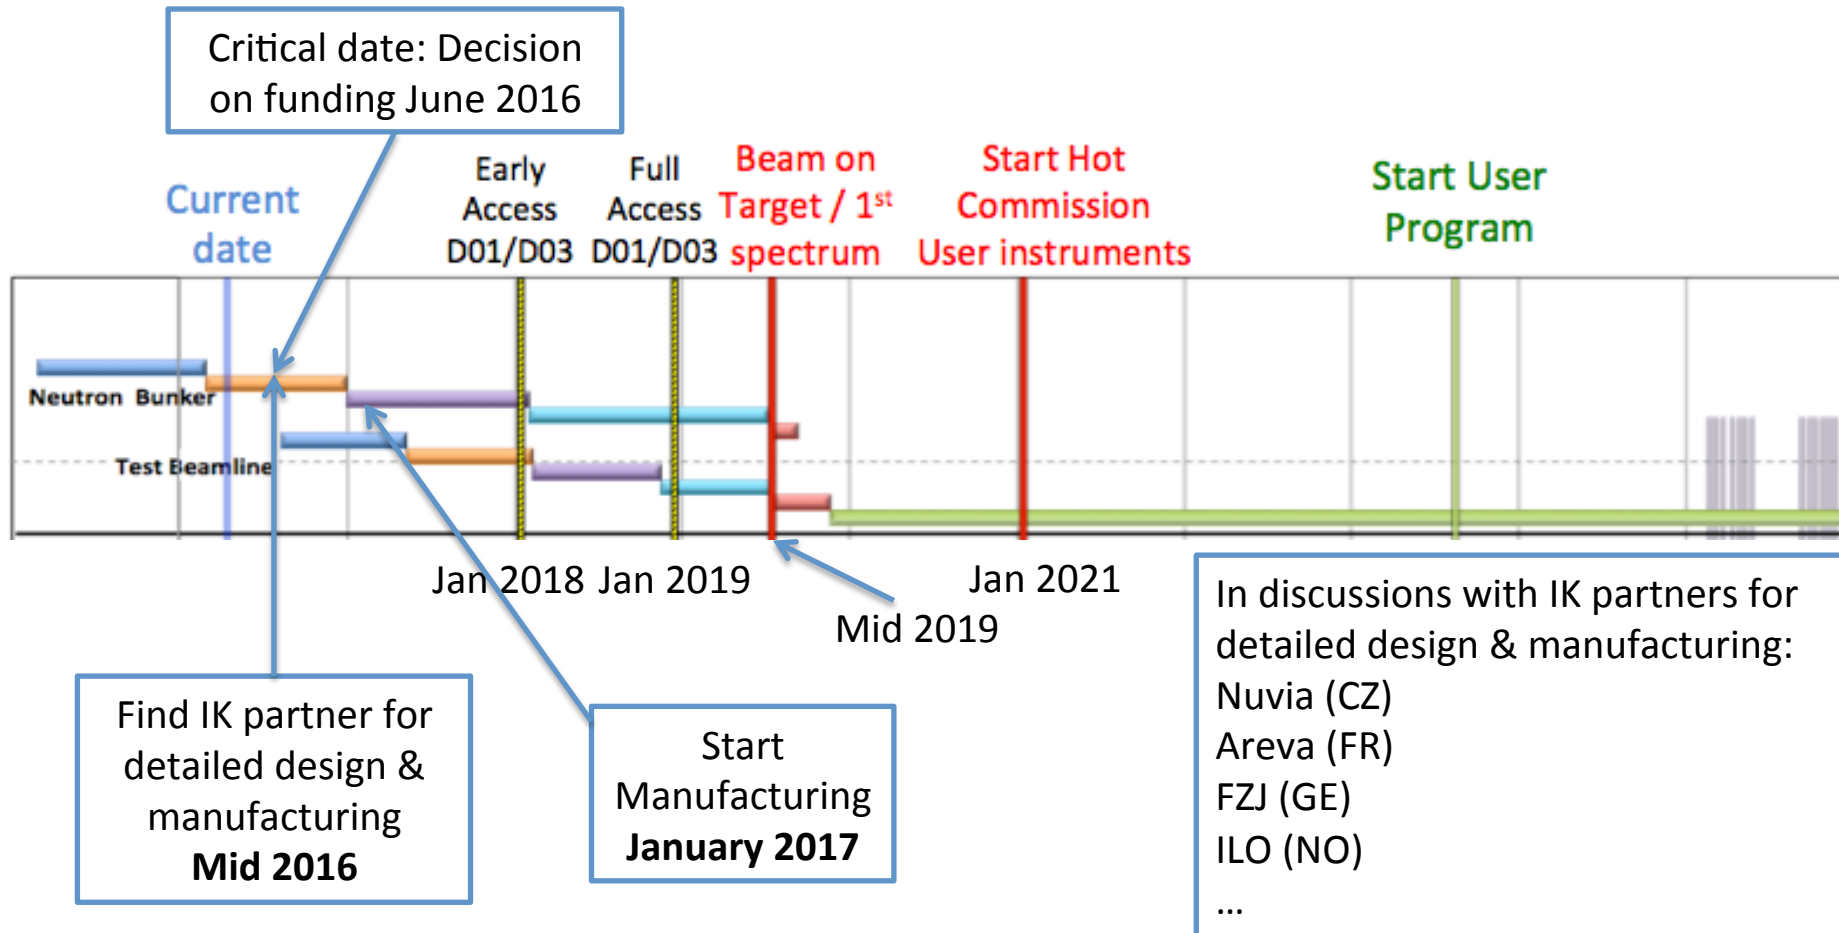 Critical date: Decision
on funding June 2016
Current
date
Early
Access
D01/D03
Full
Access
D01/D03
Beam on
Target / 1st
spectrum
Start Hot
Commission
User instruments
Start User
Program
Neutron Bunker
Test Beamline
Jan 2018
Jan 2019
Mid 2019
Jan 2021
Find IK partner for
detailed design &
manufacturing
Mid 2016
Start
Manufacturing
January 2017
In discussions with IK partners for
detailed design & manufacturing:
Nuvia (CZ)
Areva (FR)
FZJ (GE)
ILO (NO)
...